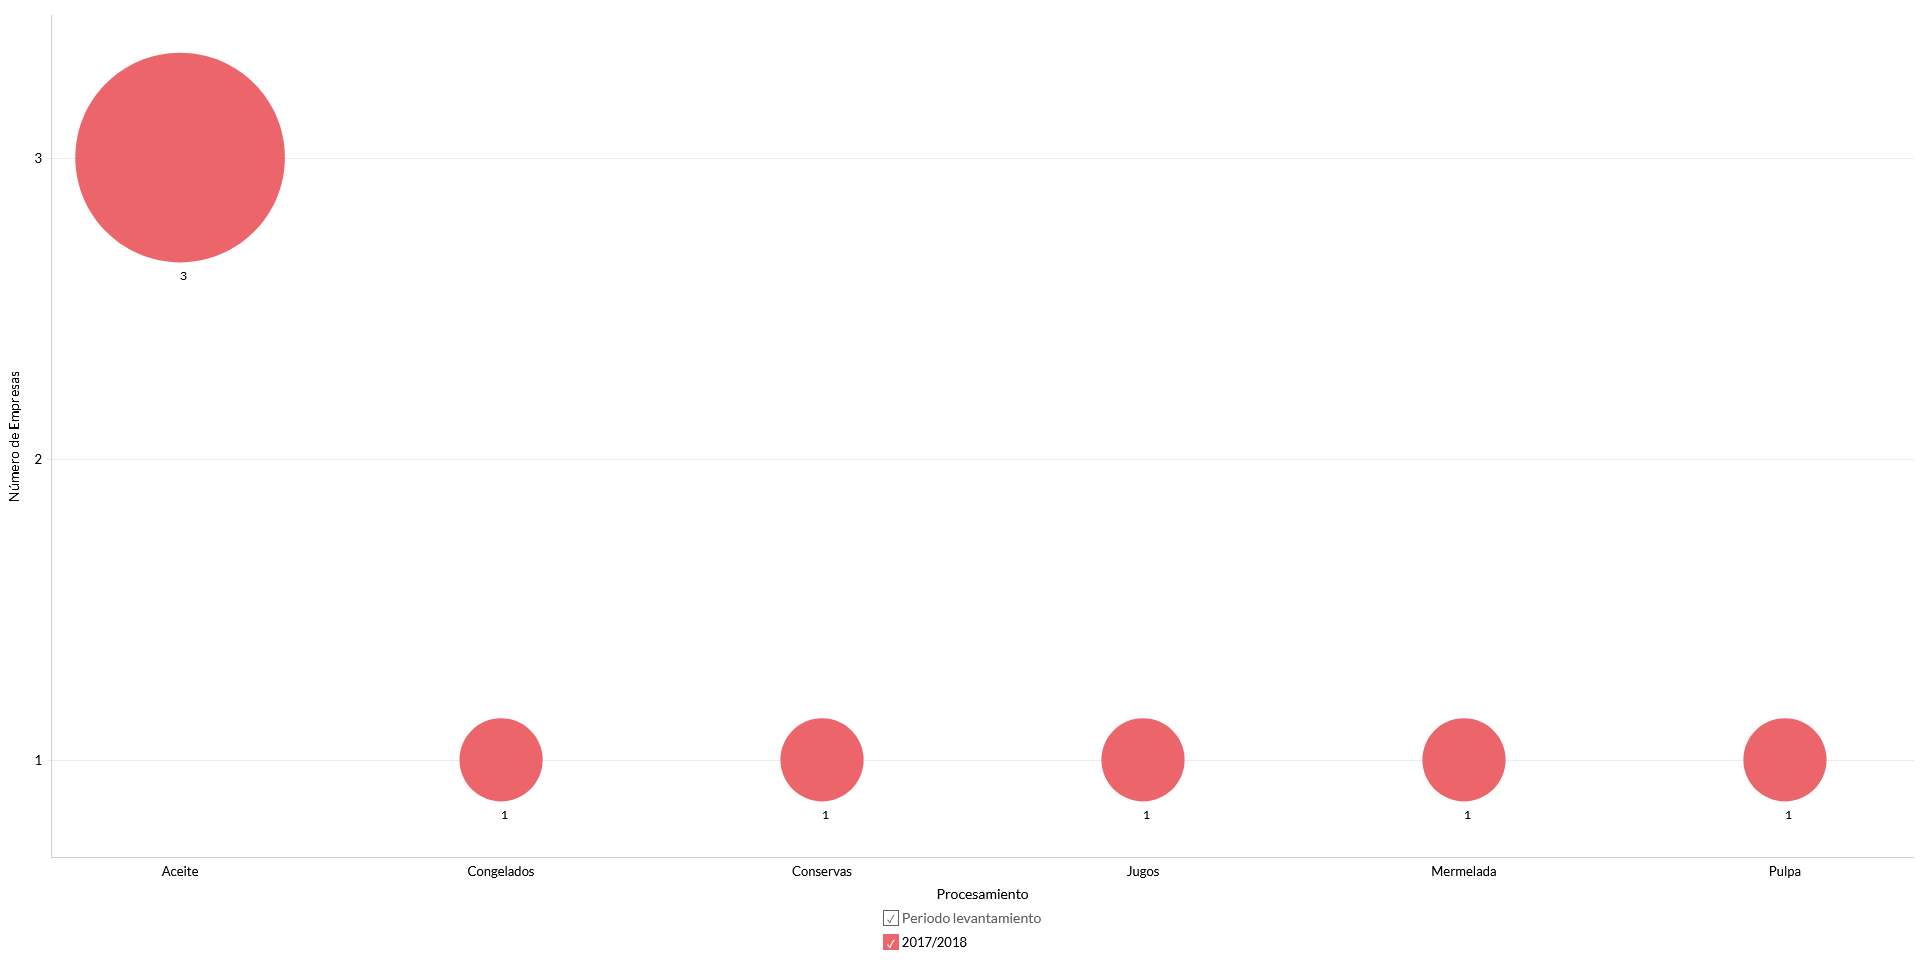 Número de Empresas
3
2
1
3
1
1
1
1
1
Aceite
Congelados
Conservas
Jugos
Mermelada
Pulpa
Procesamiento
Periodo levantamiento
2017/2018